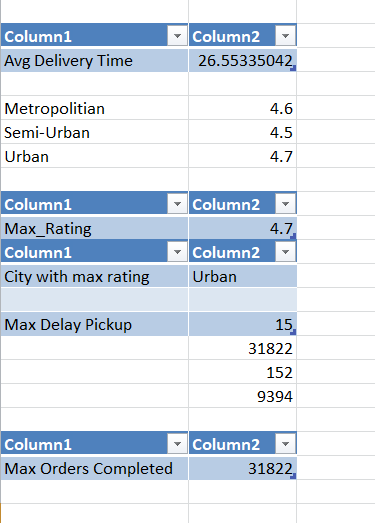 Column1 Column2
Avg Delivery Time 26.55335042
Metropolitian 4.6
Semi-Urban 4.5
Urban 4.7
Column1 Column2
Max_Rating 4.7
Column1 Column2
City with max rating Urban
Max Delay Pickup 15
31822
152
9394
Column1 Column2
Max Orders Completed 31822